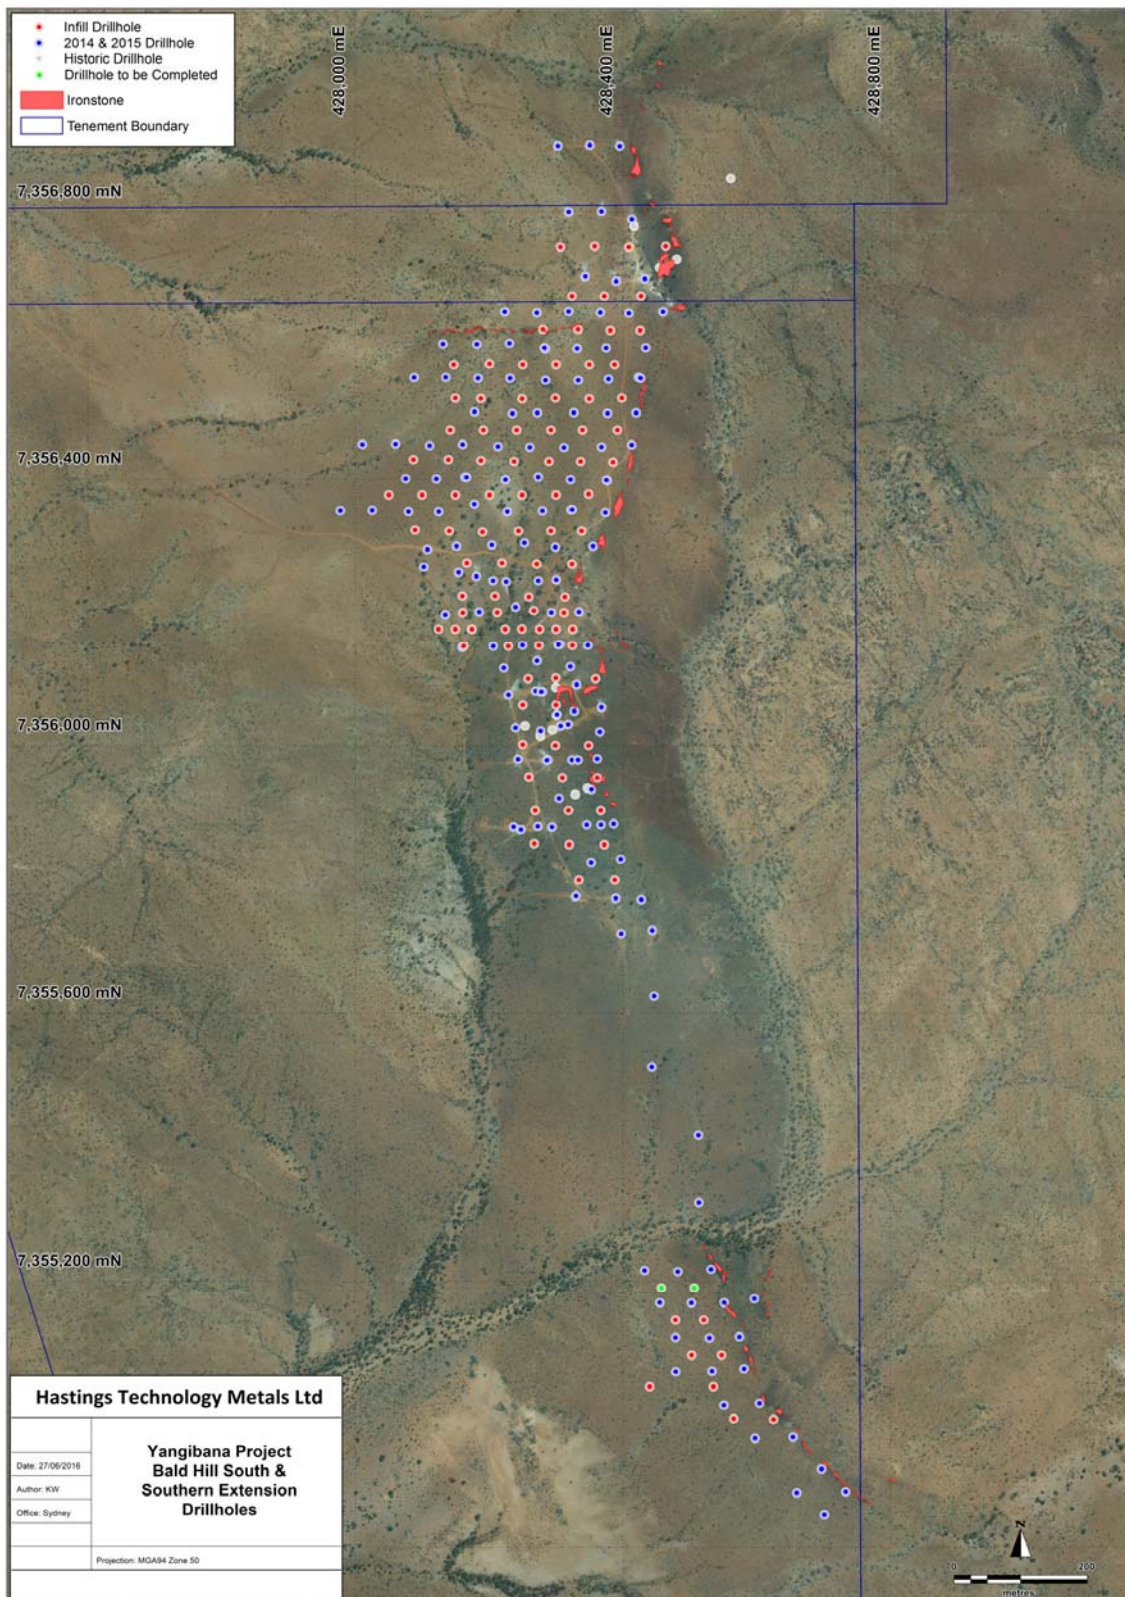 Infill Drillhole
2014 & 2015 Drillhole
Historic Drillhole
Drillhole to be Completed
Ironstone
Tenement Boundary
428,000 mE
428,400 mE
428,800 mE
7,356,800 mN
7,356,400 mN
7,356,000 mN
7,355,600 mN
7,355,200 mN
Hastings Technology Metals Ltd
Yangibana Project
Bald Hill South &
Southern Extension
Drillholes
Date: 27/06/2016
Author: KW
Office: Sydney
Projection: MGA94 Zone 50
N
0 200
metres